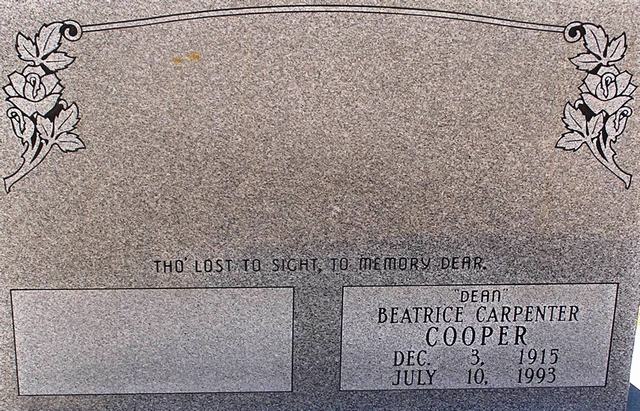 THO' LOST TO SIGHT, TO MEMORY DEAR.
"DEAN"
BEATRICE CARPENTER
COOPER
DEC. 3, 1915
JULY 10, 1993